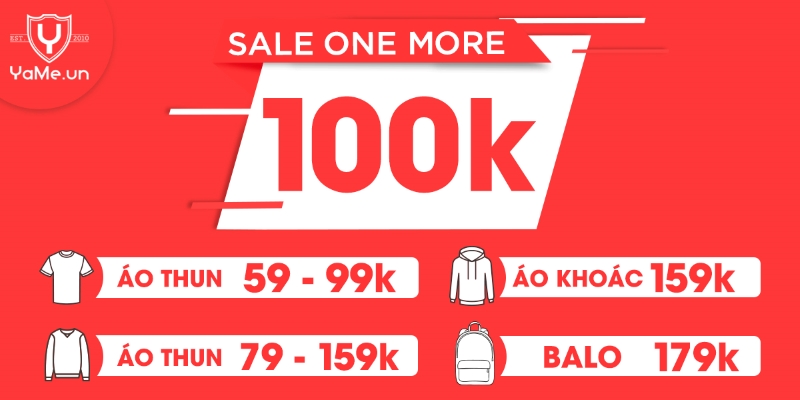 EST. 2010
YaMe.un
SALE ONE MORE
100k
ÁO THUN 59 - 99k
ÁO KHOÁC 159k
ÁO THUN 79 - 159k
BALO 179k